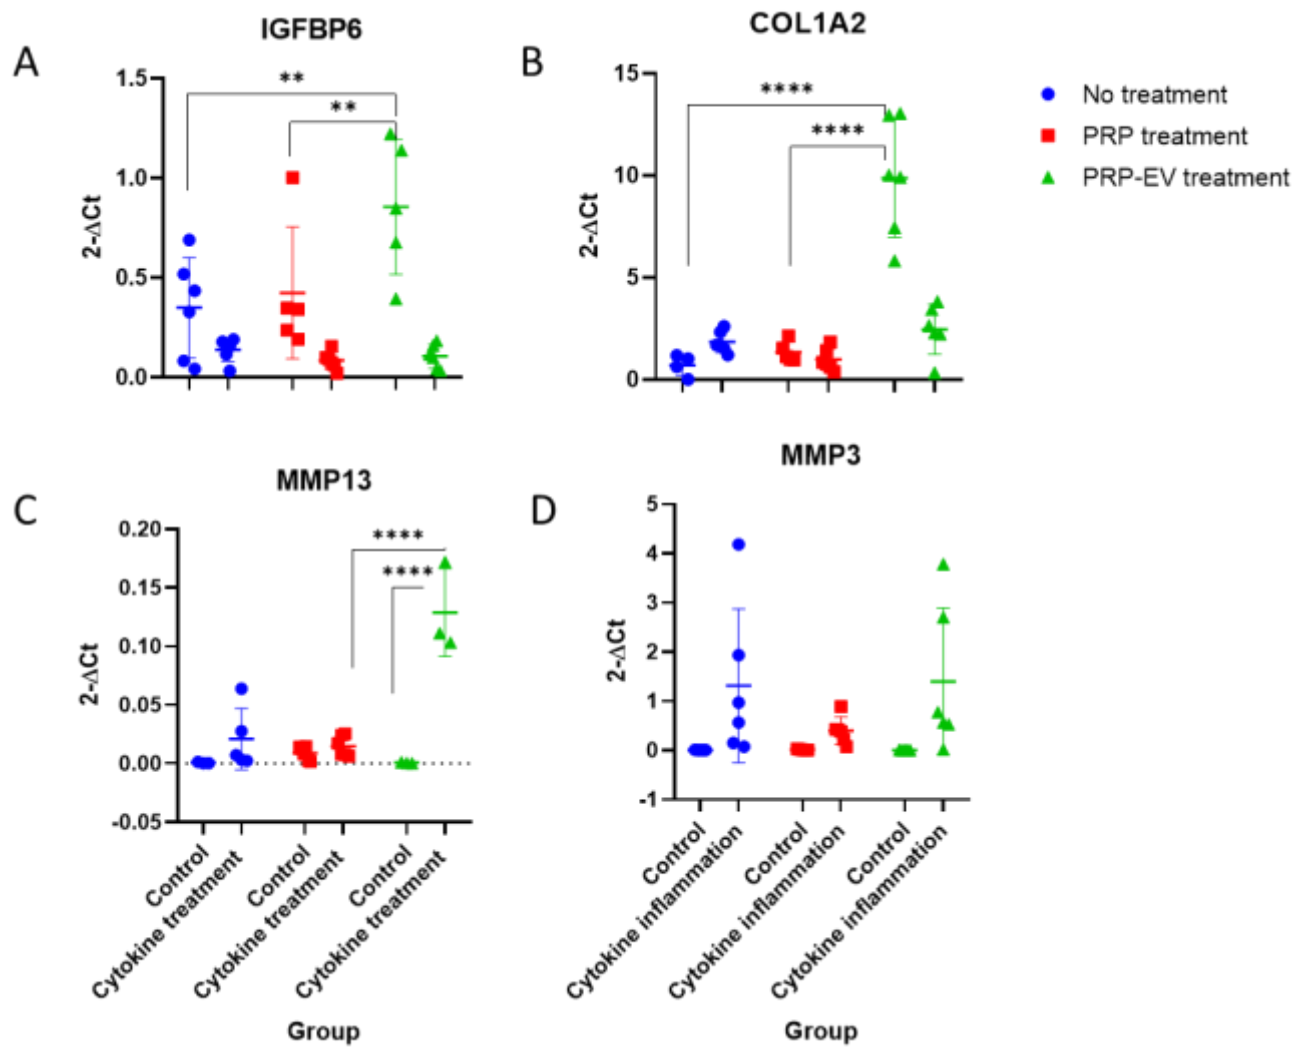 A
IGFBP6
1.5
1.0
0.5
0.0
2-ΔCt
**
**
B
COL1A2
15
10
5
0
2-ΔCt
****
****
No treatment
PRP treatment
PRP-EV treatment
C
MMP13
0.20
0.15
0.10
0.05
0.00
-0.05
2-ΔCt
****
****
Control
Cytokine treatment
Control
Cytokine treatment
Control
Cytokine treatment
Group
D
MMP3
5
4
3
2
1
0
-1
2-ΔCt
Control
Cytokine inflammation
Control
Cytokine inflammation
Control
Cytokine inflammation
Group